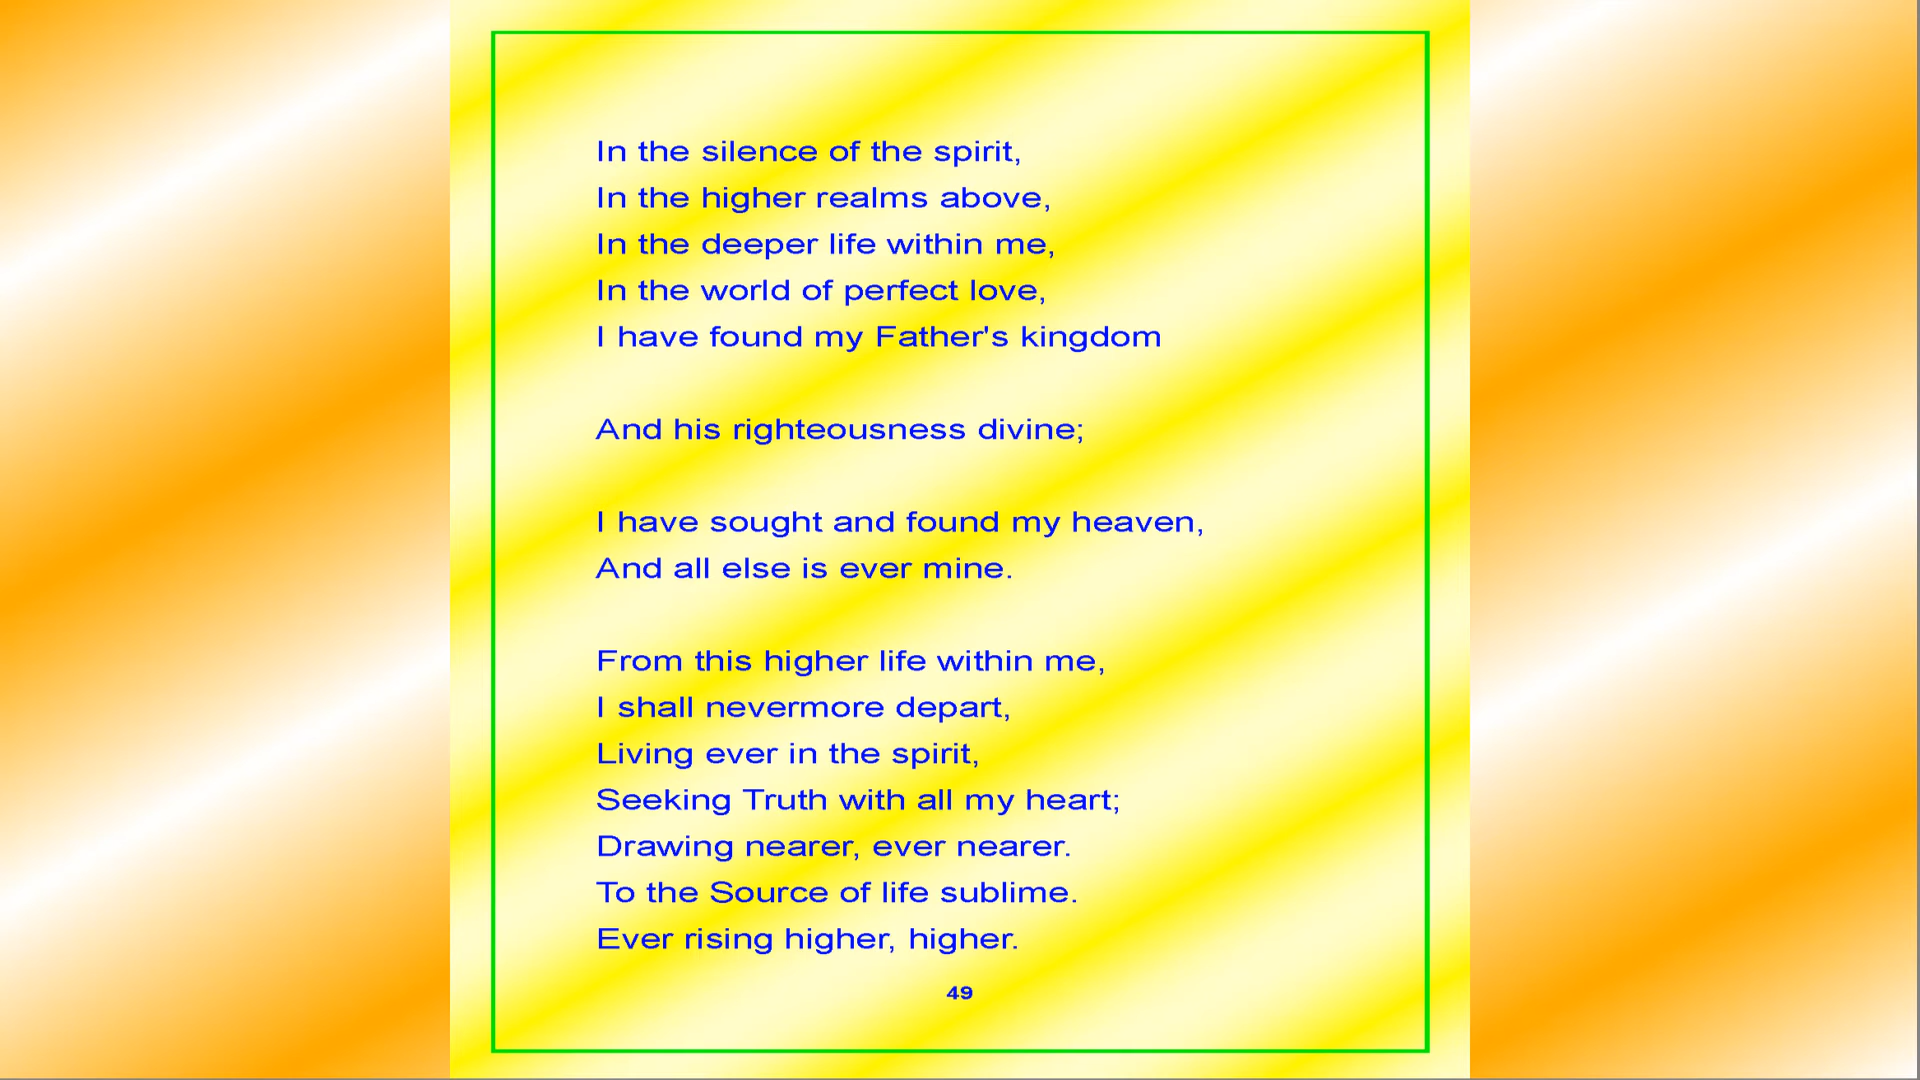 In the silence of the spirit,
In the higher realms above,
In the deeper life within me,
In the world of perfect love,
I have found my Father's kingdom
And his righteousness divine;
I have sought and found my heaven,
And all else is ever mine.
From this higher life within me,
I shall nevermore depart,
Living ever in the spirit,
Seeking Truth with all my heart;
Drawing nearer, ever nearer.
To the Source of life sublime.
Ever rising higher, higher.
49